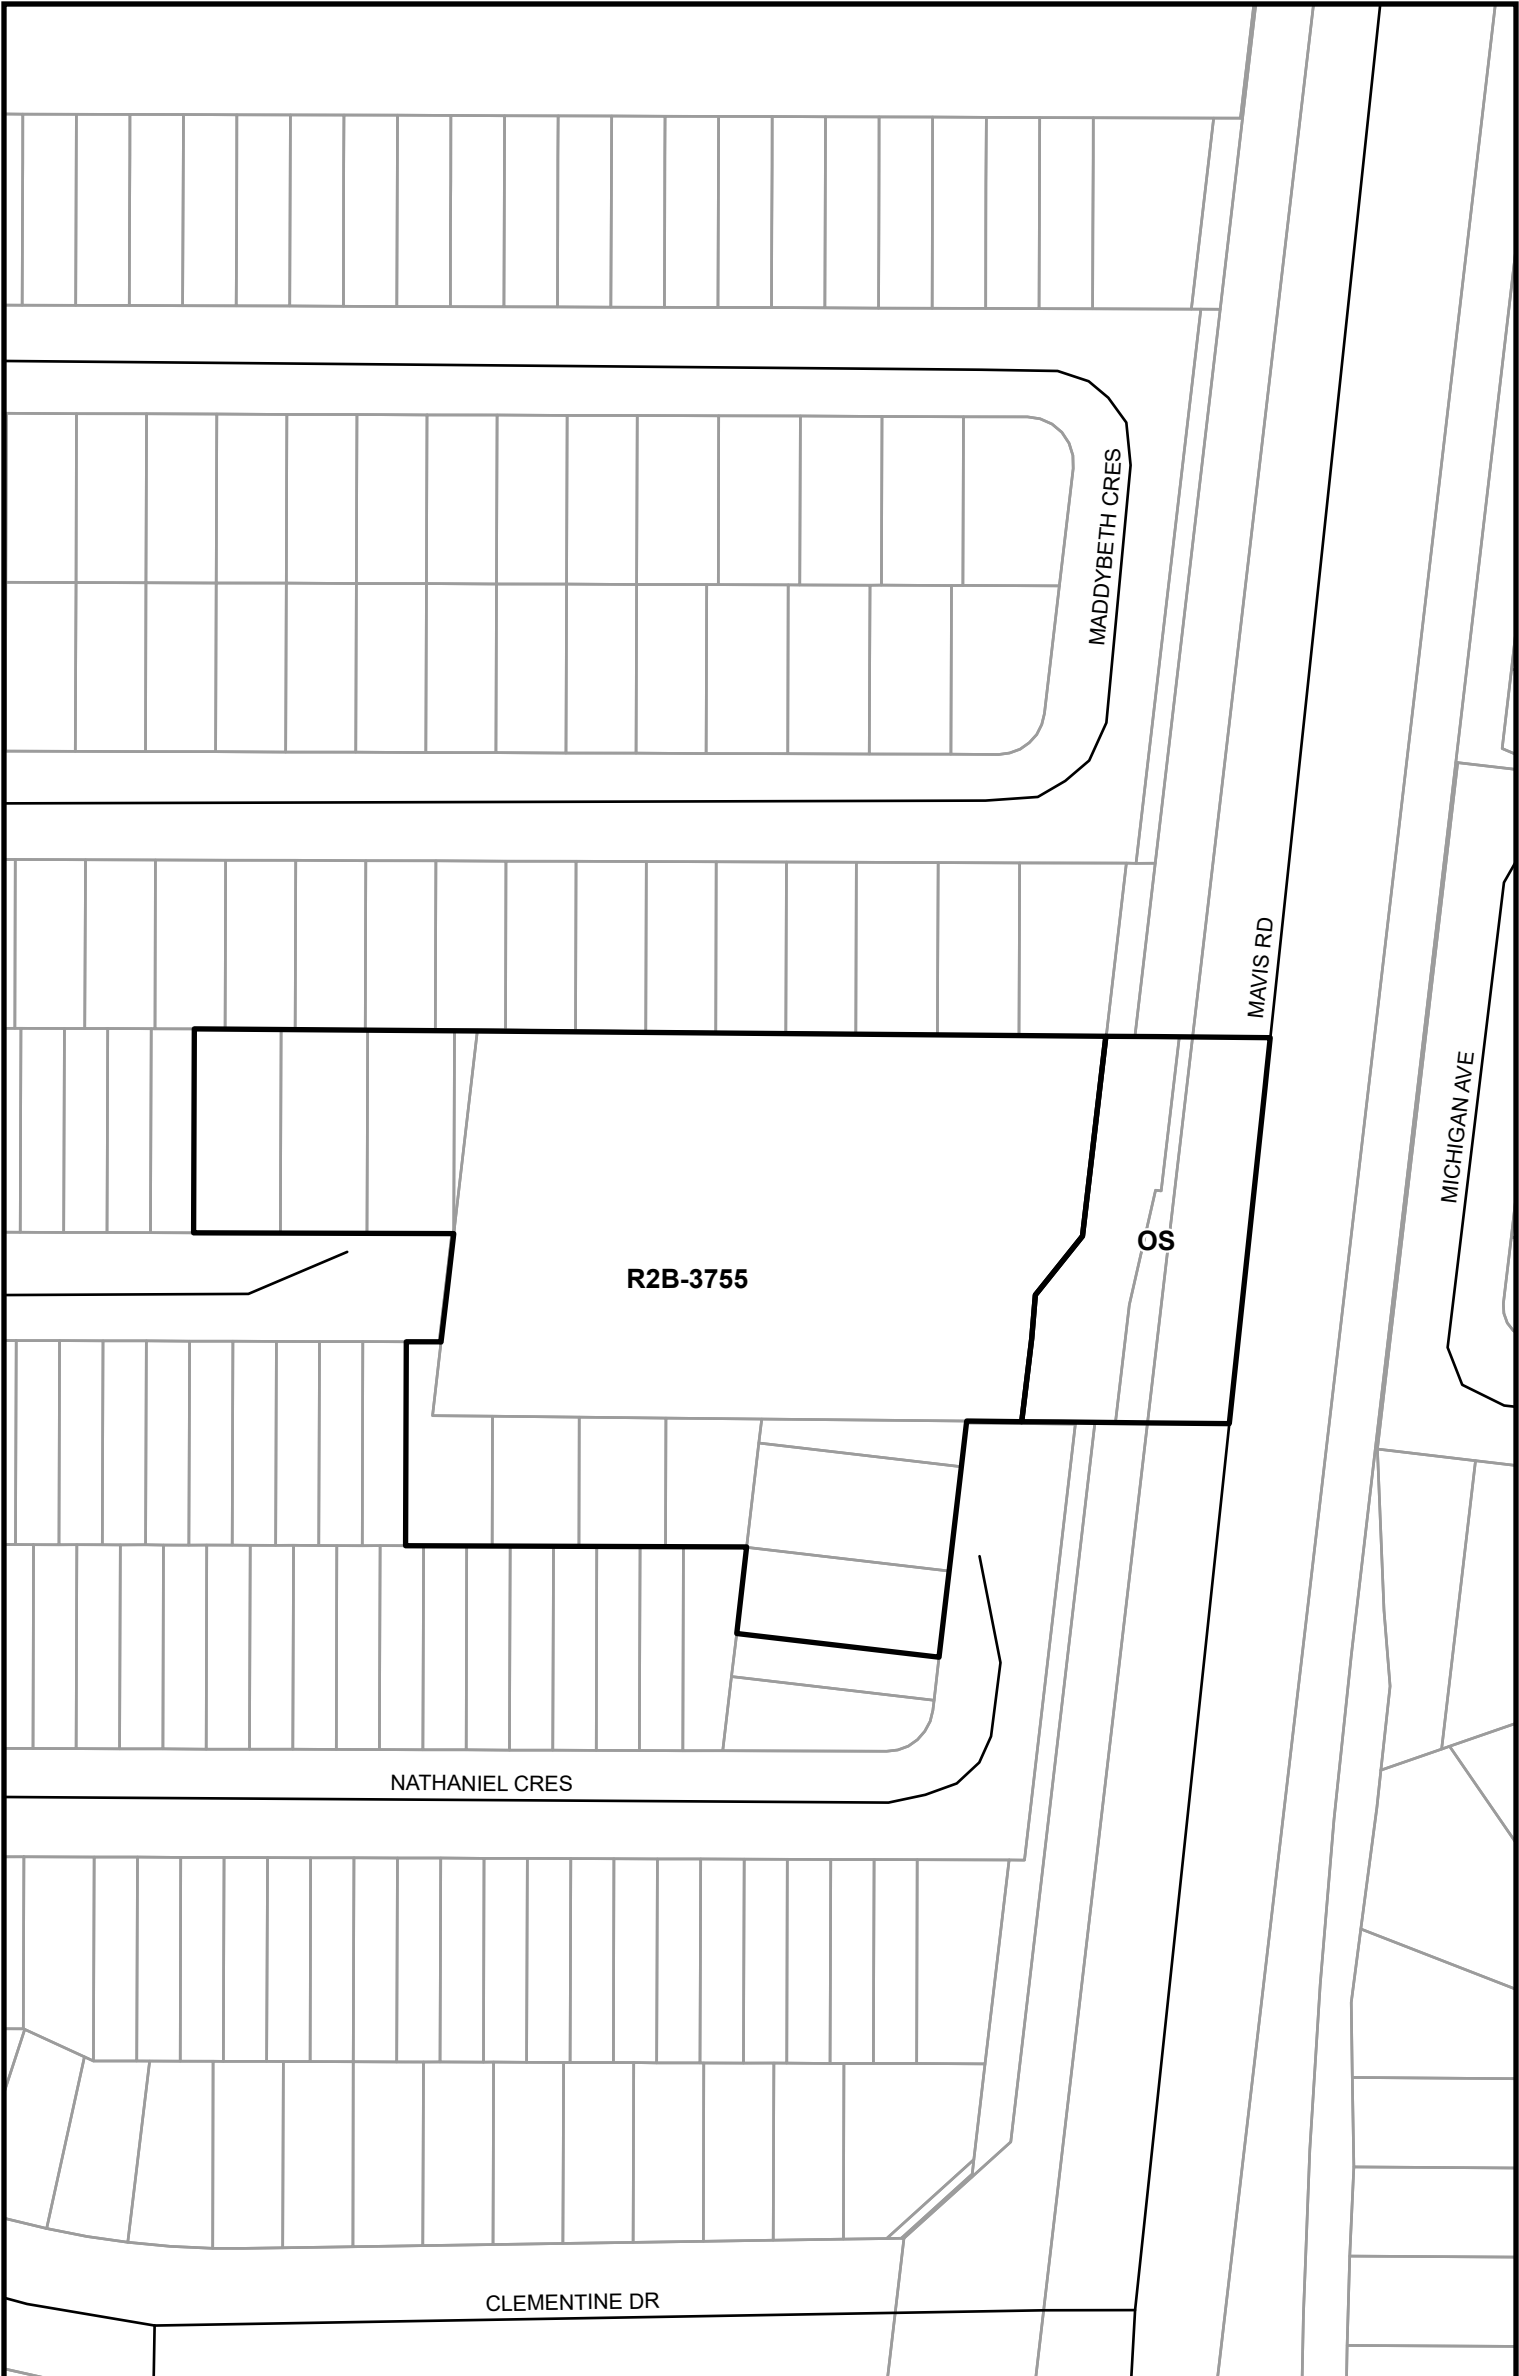 MADDYBETH CRES
MAVIS RD
MICHIGAN AVE
OS
R2B-3755
NATHANIEL CRES
CLEMENTINE DR